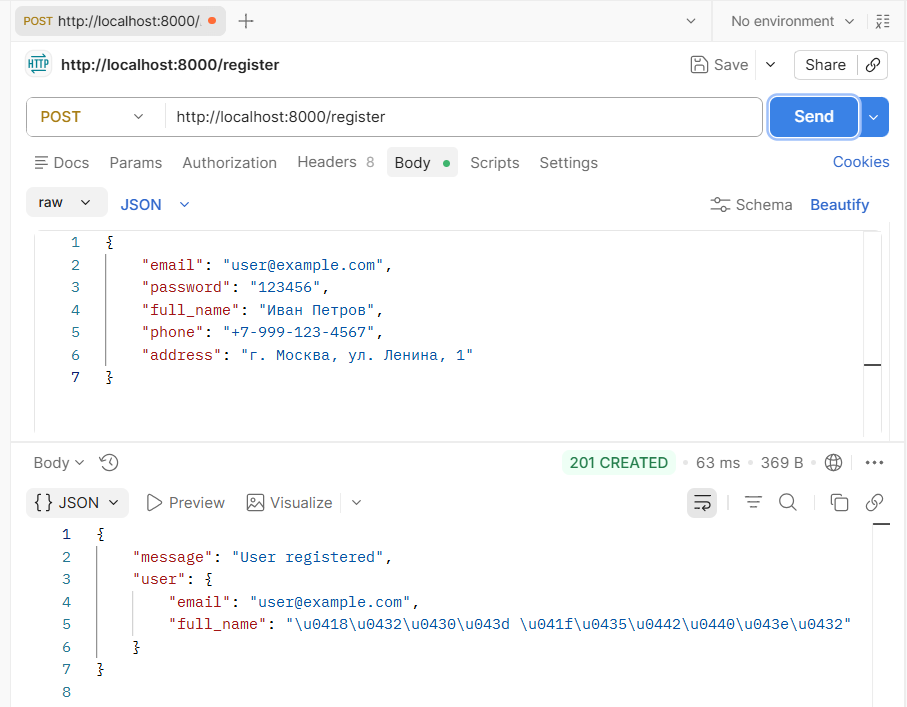 POST http://localhost:8000/.
No environment
HTTP http://localhost:8000/register
Save
Share
POST http://localhost:8000/register
Send
Docs Params Authorization Headers 8 Body Scripts Settings Cookies
raw JSON Schema Beautify
1 {
2 "email": "user@example.com",
3 "password": "123456",
4 "full_name": "Иван Петров",
5 "phone": "+7-999-123-4567",
6 "address": "г. Москва, ул. Ленина, 1"
7 }
Body 201 CREATED 63 ms 369 B
{} JSON Preview Visualize
1 {
2 "message": "User registered",
3 "user": {
4 "email": "user@example.com",
5 "full_name": "\u0418\u0432\u0430\u043d \u041f\u0435\u0442\u0440\u043e\u0432"
6 }
7 }
8